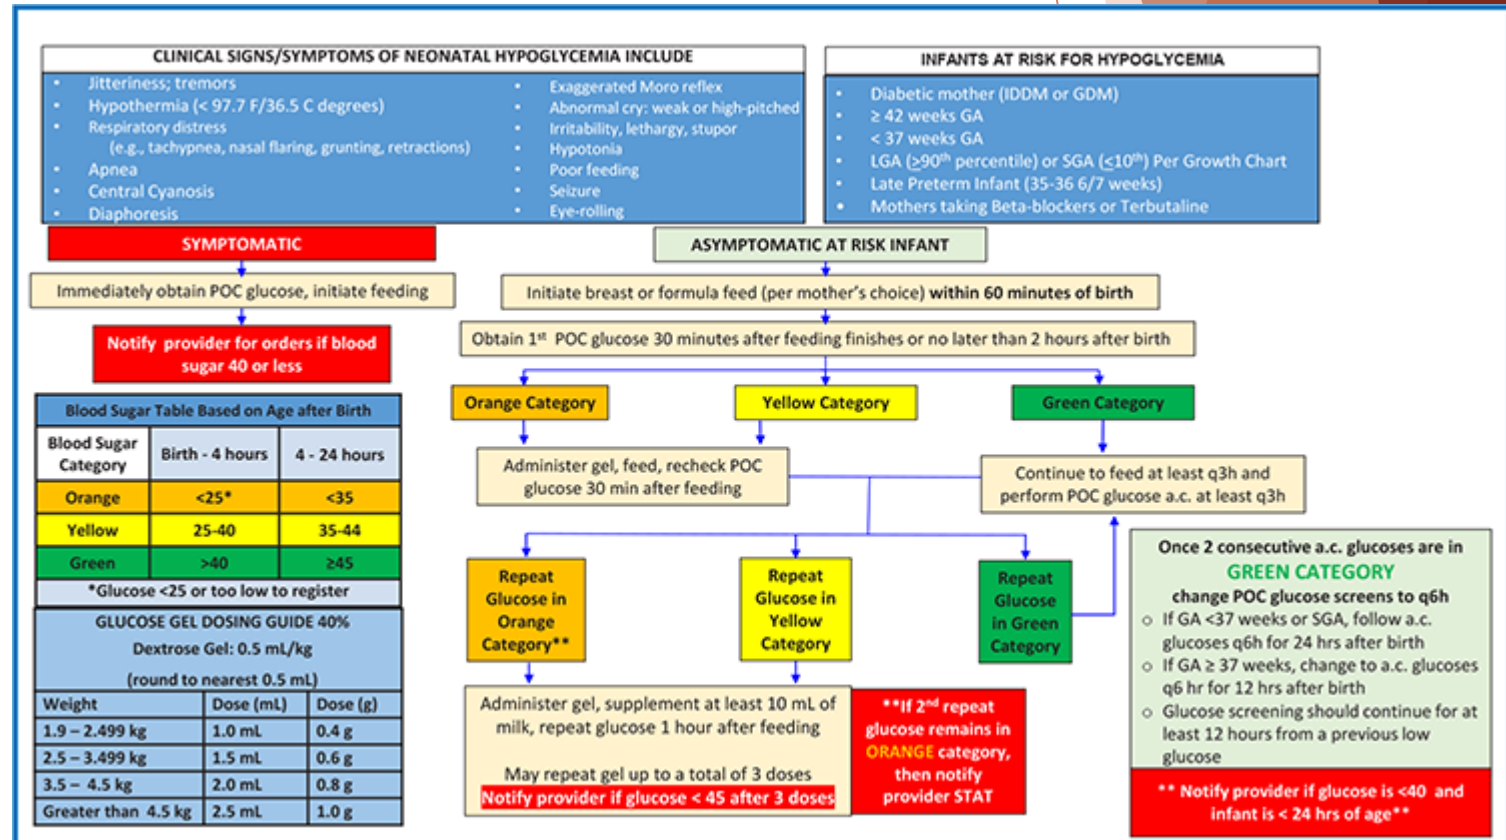 CLINICAL SIGNS/SYMPTOMS OF NEONATAL HYPOGLYCEMIA INCLUDE
• Jitteriness; tremors
• Hypothermia (< 97.7 F/36.5 C degrees)
• Respiratory distress
(e.g., tachypnea, nasal flaring, grunting, retractions)
• Apnea
• Central Cyanosis
• Diaphoresis
• Exaggerated Moro reflex
• Abnormal cry: weak or high-pitched
• Irritability, lethargy, stupor
• Hypotonia
• Poor feeding
• Seizure
• Eye-rolling
INFANTS AT RISK FOR HYPOGLYCEMIA
• Diabetic mother (IDDM or GDM)
• ≥ 42 weeks GA
• < 37 weeks GA
• LGA (≥90th percentile) or SGA (≤10th) Per Growth Chart
• Late Preterm Infant (35-36 6/7 weeks)
• Mothers taking Beta-blockers or Terbutaline
SYMPTOMATIC
Immediately obtain POC glucose, initiate feeding
Notify provider for orders if blood
sugar 40 or less
ASYMPTOMATIC AT RISK INFANT
Initiate breast or formula feed (per mother's choice) within 60 minutes of birth
Obtain 1st POC glucose 30 minutes after feeding finishes or no later than 2 hours after birth
Orange Category
Yellow Category
Green Category
Administer gel, feed, recheck POC
glucose 30 min after feeding
Continue to feed at least q3h and
perform POC glucose a.c. at least q3h
Repeat
Glucose in
Orange
Category**
Repeat
Glucose in
Yellow
Category
Repeat
Glucose
in Green
Category
Administer gel, supplement at least 10 mL of
milk, repeat glucose 1 hour after feeding
May repeat gel up to a total of 3 doses
Notify provider if glucose < 45 after 3 doses
**If 2nd repeat
glucose remains in
ORANGE category,
then notify
provider STAT
Once 2 consecutive a.c. glucoses are in
GREEN CATEGORY
change POC glucose screens to q6h
○ If GA <37 weeks or SGA, follow a.c.
glucoses q6h for 24 hrs after birth
○ If GA ≥ 37 weeks, change to a.c. glucoses
q6 hr for 12 hrs after birth
○ Glucose screening should continue for at
least 12 hours from a previous low
glucose
** Notify provider if glucose is <40 and
infant is < 24 hrs of age**
Blood Sugar Table Based on Age after Birth
Blood Sugar
Category Birth - 4 hours 4 - 24 hours
Orange <25* <35
Yellow 25-40 35-44
Green >40 ≥45
*Glucose <25 or too low to register
GLUCOSE GEL DOSING GUIDE 40%
Dextrose Gel: 0.5 mL/kg
(round to nearest 0.5 mL)
Weight Dose (mL) Dose (g)
1.9 – 2.499 kg 1.0 mL 0.4 g
2.5 – 3.499 kg 1.5 mL 0.6 g
3.5 – 4.5 kg 2.0 mL 0.8 g
Greater than 4.5 kg 2.5 mL 1.0 g